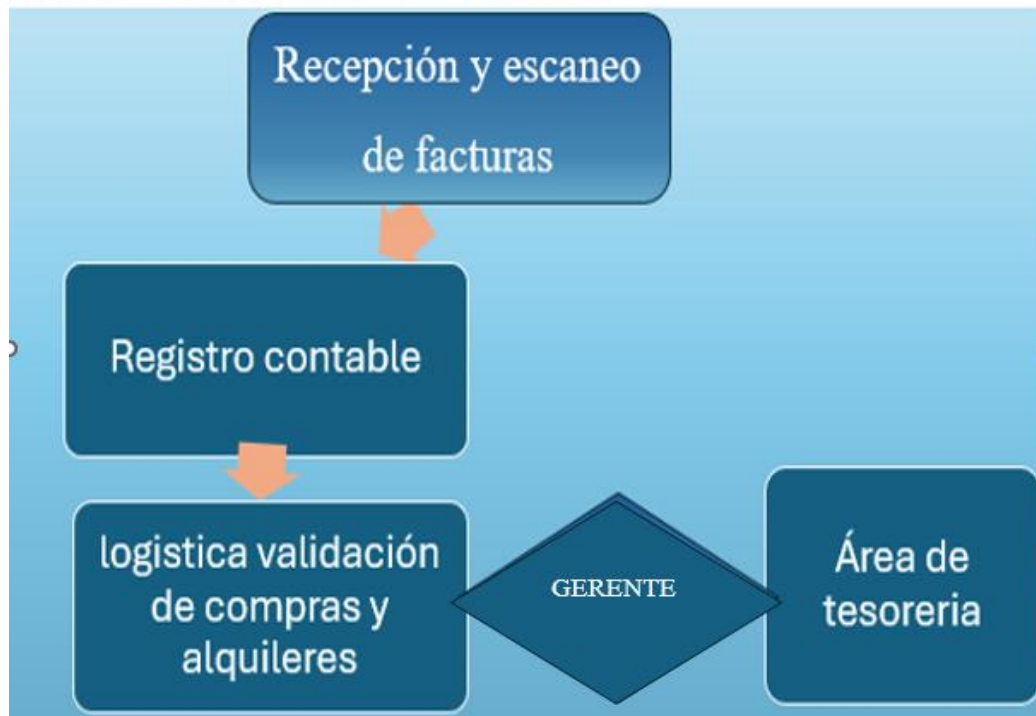 Recepción y escaneo
de facturas
Registro contable
logistica validación
de compras y
alquileres
GERENTE
Área de
tesoreria